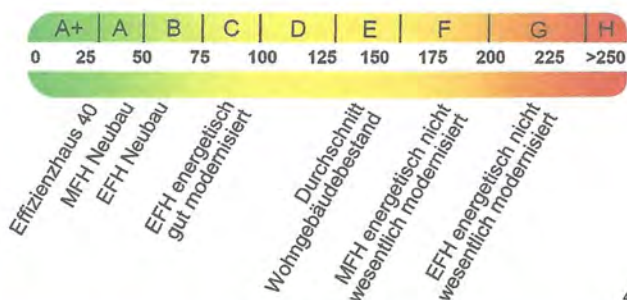 A+ A B C D E F G H
0 25 50 75 100 125 150 175 200 225 >250
Effizienzhaus 40
MFH Neubau
EFH Neubau
EFH energetisch
gut modernisiert
Durchschnitt
Wohngebäudebestand
MFH energetisch nicht
wesentlich modernisiert
EFH energetisch nicht
wesentlich modernisiert